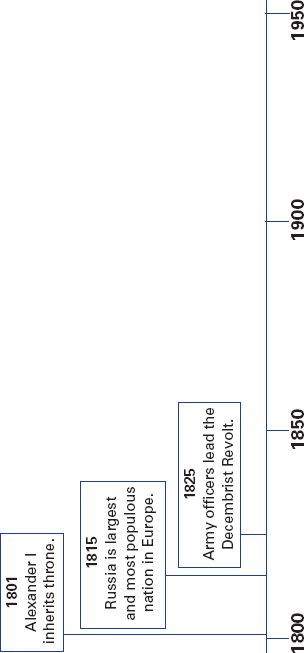 1801
Alexander I
inherits throne.
1815
Russia is largest
and most populous
nation in Europe.
1825
Army officers lead the
Decembrist Revolt.
1800
1850
1900
1950